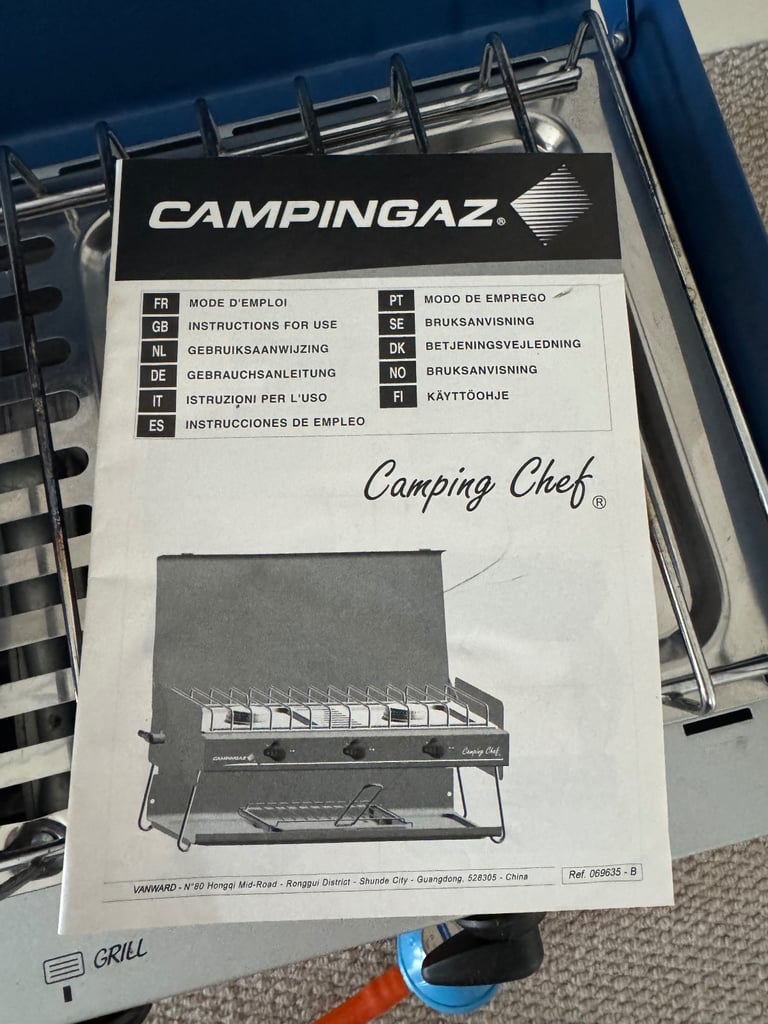 CAMPINGAZ®
FR MODE D'EMPLOI
GB INSTRUCTIONS FOR USE
NL GEBRUIKSAANWIJZING
DE GEBRAUCHSANLEITUNG
IT ISTRUZIONI PER L'USO
ES INSTRUCCIONES DE EMPLEO
PT MODO DE EMPREGO
SE BRUKSANVISNING
DK BETJENINGSVEJLEDNING
NO BRUKSANVISNING
FI KÄYTTÖOHJE
Camping Chef®
CAMPINGAZ
Camping Chef
VANWARD - N°80 Hongqi Mid-Road - Ronggui District - Shunde City - Guangdong, 528305 - China
Ref. 069635 - B
GRILL